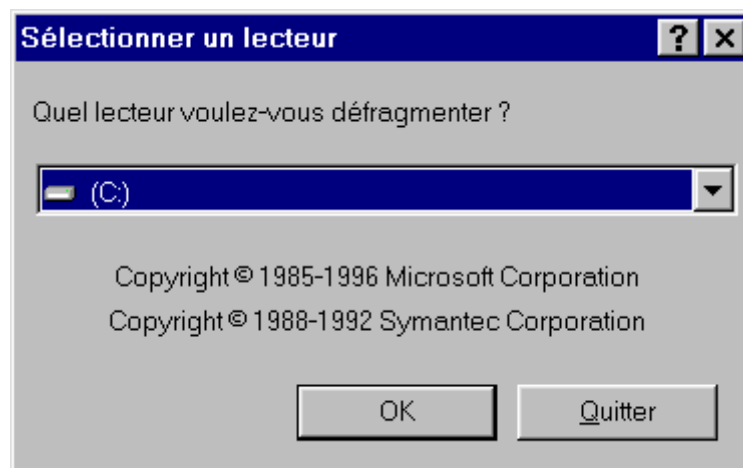 Sélectionner un lecteur
Quel lecteur voulez-vous défragmenter ?
(C:)
Copyright © 1985-1996 Microsoft Corporation
Copyright © 1988-1992 Symantec Corporation
OK Quitter